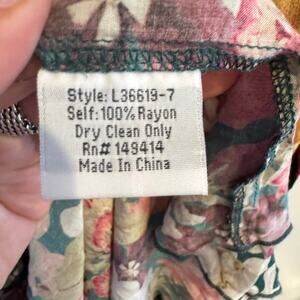 Style: L36619-7
Self:100% Rayon
Dry Clean Only
Rn# 149414
Made In China